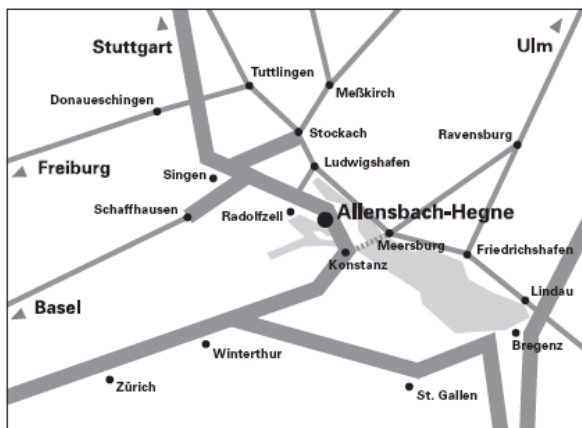 Stuttgart
Ulm
Tuttlingen
Meßkirch
Donaueschingen
Stockach
Ravensburg
Ludwigshafen
Freiburg
Singen
Schaffhausen
Radolfzell
Allensbach-Hegne
Meersburg
Friedrichshafen
Konstanz
Lindau
Basel
Bregenz
Winterthur
Zürich
St. Gallen